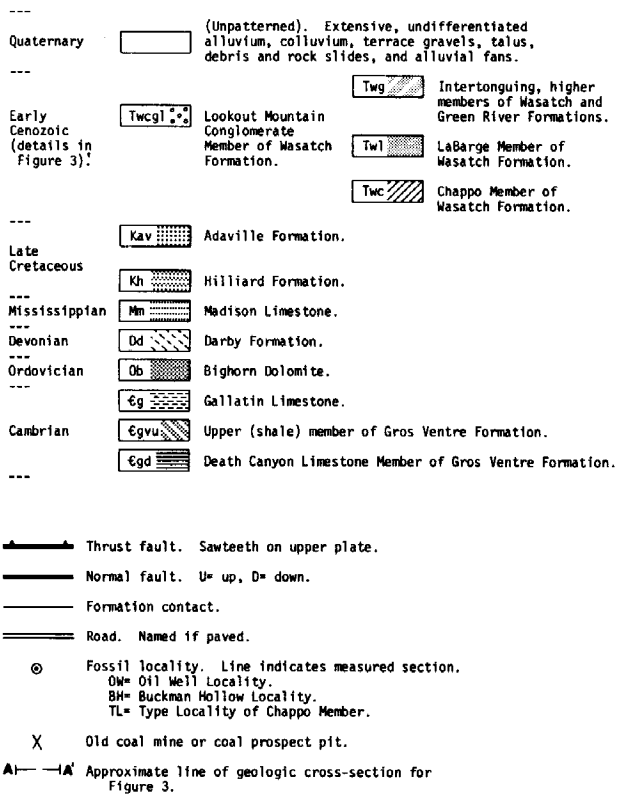 ---
Quaternary
(Unpatterned). Extensive, undifferentiated
alluvium, colluvium, terrace gravels, talus,
debris and rock slides, and alluvial fans.
---
Early
Cenozoic
(details in
Figure 3).
Twcgl
Lookout Mountain
Conglomerate
Member of Wasatch
Formation.
Twg
Intertonguing, higher
members of Wasatch and
Green River Formations.
Twl
LaBarge Member of
Wasatch Formation.
Twc
Chappo Member of
Wasatch Formation.
---
Late
Cretaceous
Kav
Adaville Formation.
Kh
Hilliard Formation.
---
Mississippian
Mm
Madison Limestone.
---
Devonian
Dd
Darby Formation.
---
Ordovician
Ob
Bighorn Dolomite.
---
Cambrian
Єg
Gallatin Limestone.
Єgvu
Upper (shale) member of Gros Ventre Formation.
Єgd
Death Canyon Limestone Member of Gros Ventre Formation.
---
Thrust fault. Sawteeth on upper plate.
Normal fault. U= up, D= down.
Formation contact.
Road. Named if paved.
Fossil locality. Line indicates measured section.
OW= Oil Well Locality.
BH= Buckman Hollow Locality.
TL= Type Locality of Chappo Member.
X
Old coal mine or coal prospect pit.
A A'
Approximate line of geologic cross-section for
Figure 3.